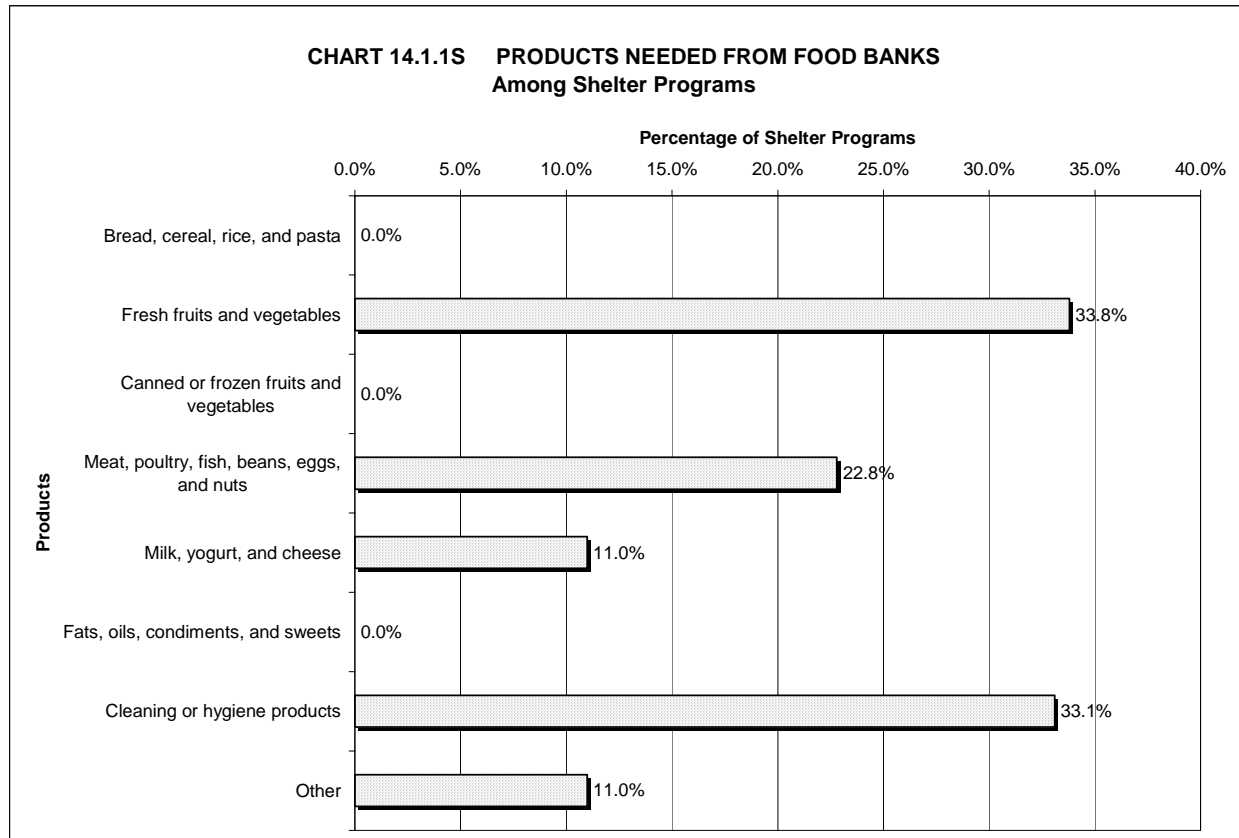 CHART 14.1.1S PRODUCTS NEEDED FROM FOOD BANKS
Among Shelter Programs
Percentage of Shelter Programs
0.0% 5.0% 10.0% 15.0% 20.0% 25.0% 30.0% 35.0% 40.0%
Products
Bread, cereal, rice, and pasta 0.0%
Fresh fruits and vegetables 33.8%
Canned or frozen fruits and
vegetables 0.0%
Meat, poultry, fish, beans, eggs,
and nuts 22.8%
Milk, yogurt, and cheese 11.0%
Fats, oils, condiments, and sweets 0.0%
Cleaning or hygiene products 33.1%
Other 11.0%